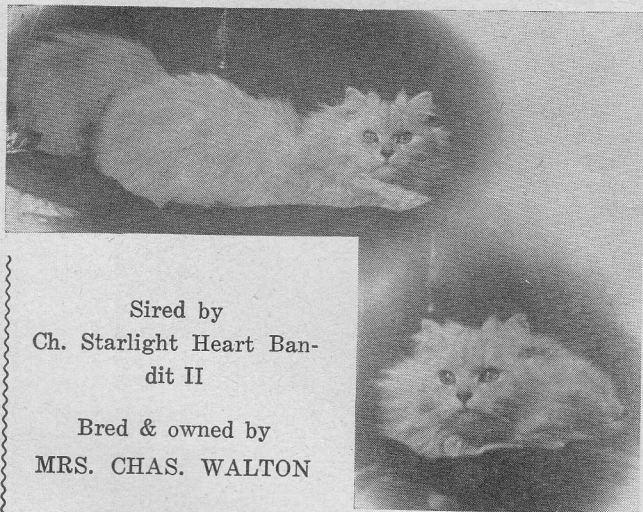 Sired by
Ch. Starlight Heart Ban-
dit II
Bred & owned by
MRS. CHAS. WALTON